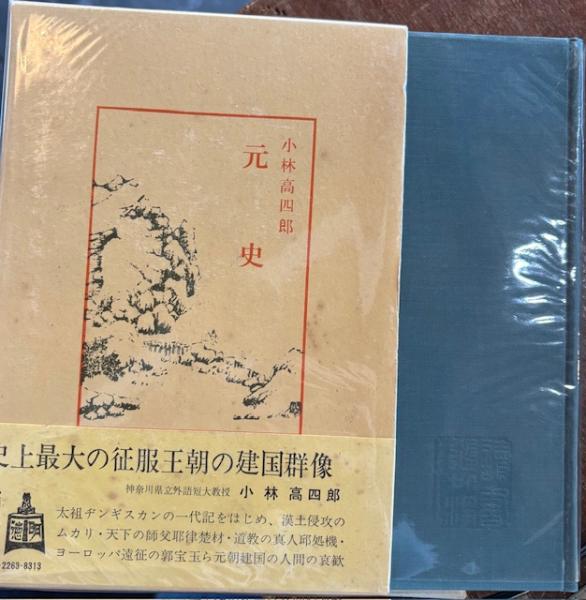 小林高四郎
元史
史上最大の征服王朝の建国群像
神奈川県立外語短大教授 小林 高四郎
太祖ヂンギスカンの一代記をはじめ、漢土侵攻の
ムカリ・天下の師父耶律楚材・道教の真人邱処機・
ヨーロッパ遠征の郭宝玉ら元朝建国の人間の哀歓
明徳
-2263-8313